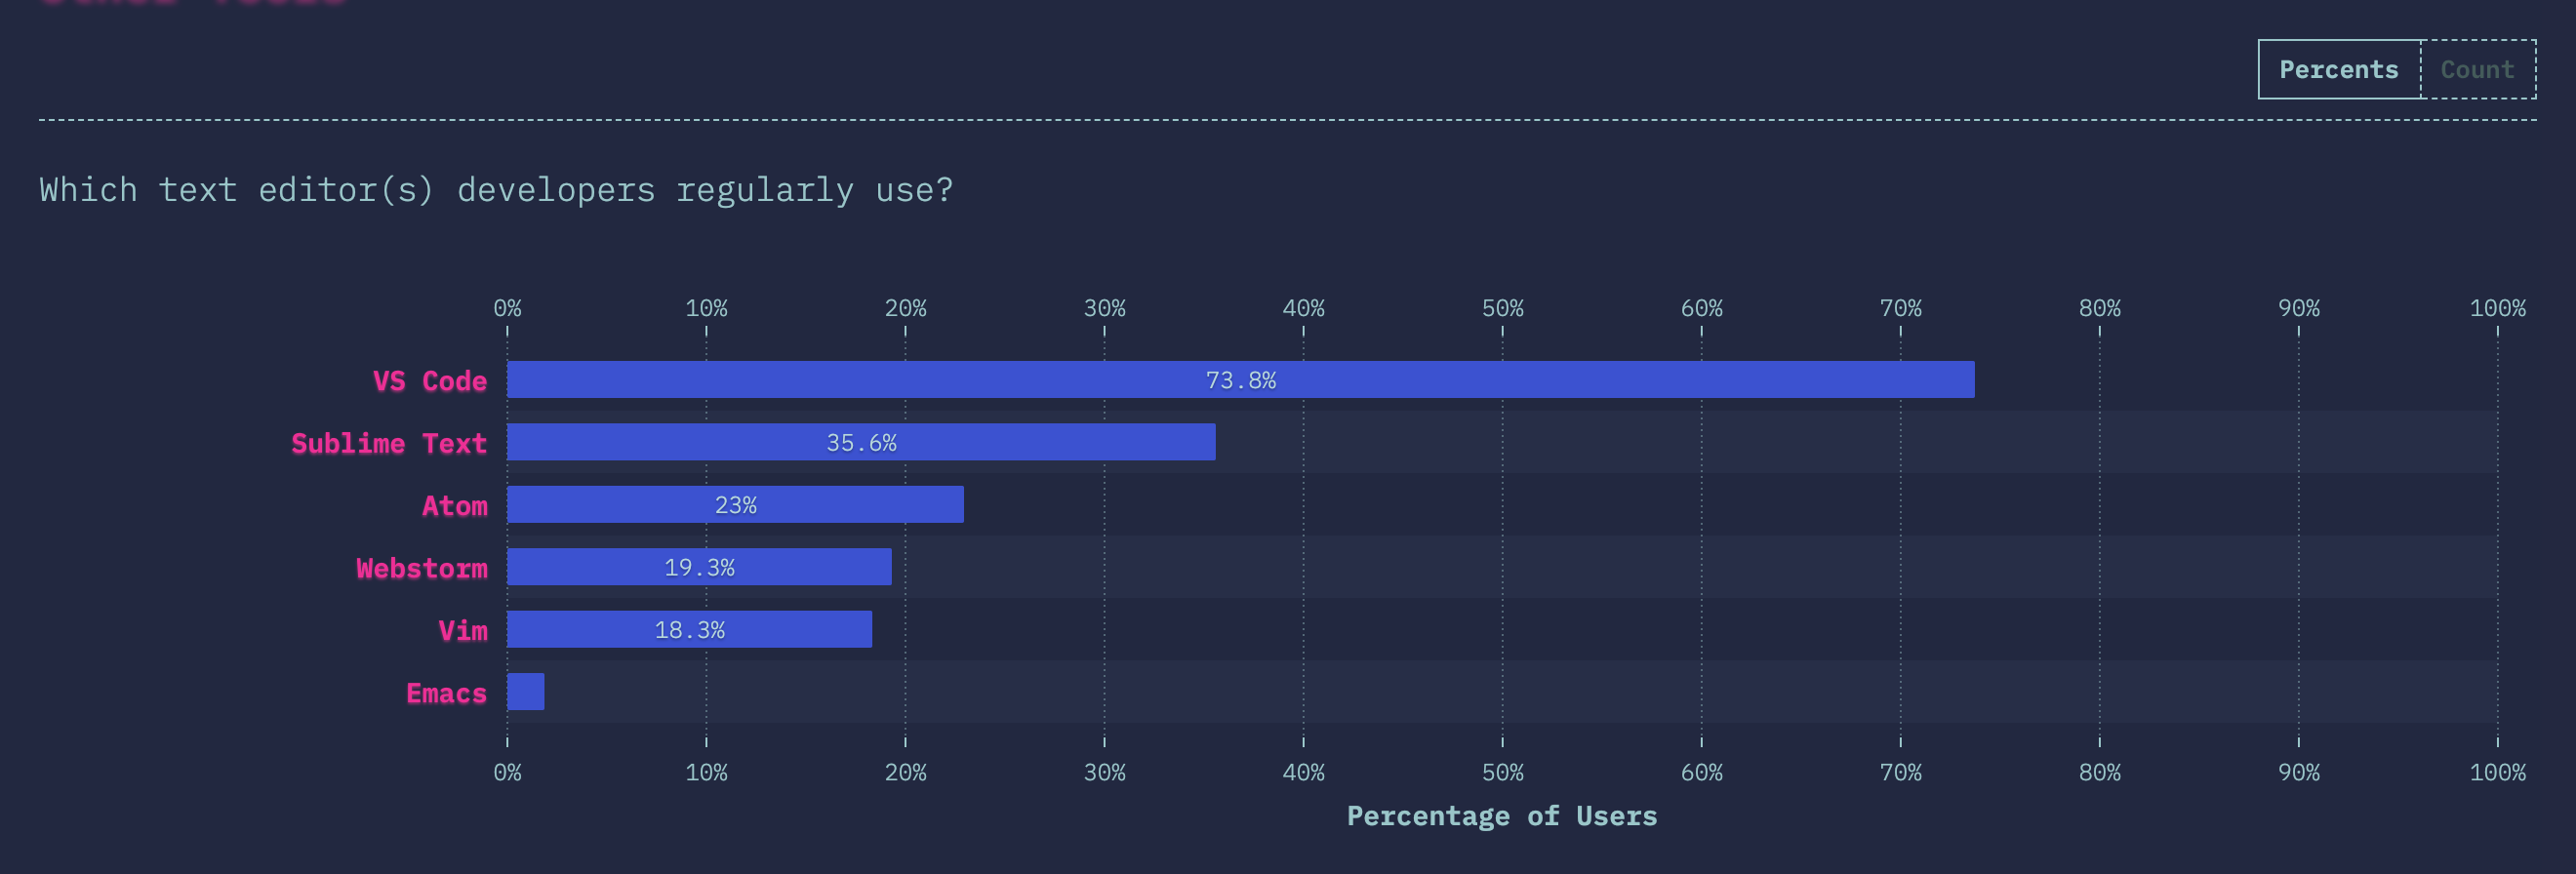 Percents Count
Which text editor(s) developers regularly use?
0% 10% 20% 30% 40% 50% 60% 70% 80% 90% 100%
VS Code 73.8%
Sublime Text 35.6%
Atom 23%
Webstorm 19.3%
Vim 18.3%
Emacs
0% 10% 20% 30% 40% 50% 60% 70% 80% 90% 100%
Percentage of Users